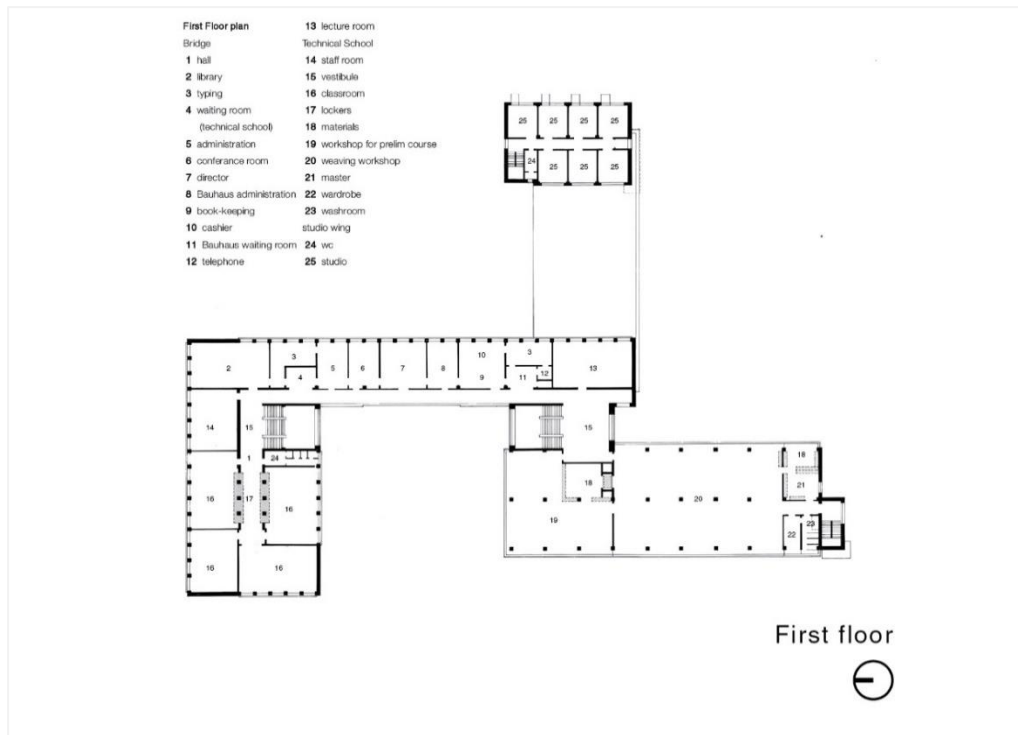 First Floor plan
Bridge
1 hall
2 library
3 typing
4 waiting room
(technical school)
5 administration
6 conferance room
7 director
8 Bauhaus administration
9 book-keeping
10 cashier
11 Bauhaus waiting room
12 telephone
13 lecture room
Technical School
14 staff room
15 vestibule
16 classroom
17 lockers
18 materials
19 workshop for prelim course
20 weaving workshop
21 master
22 wardrobe
23 washroom
studio wing
24 wc
25 studio
25 25 25 25
24 25 25 25
3 10 3
2 4 5 6 7 8 9 11 12 13
14 15 15
1 24 18
16 17 16 18 21
19 20
22 23
16 16
First floor